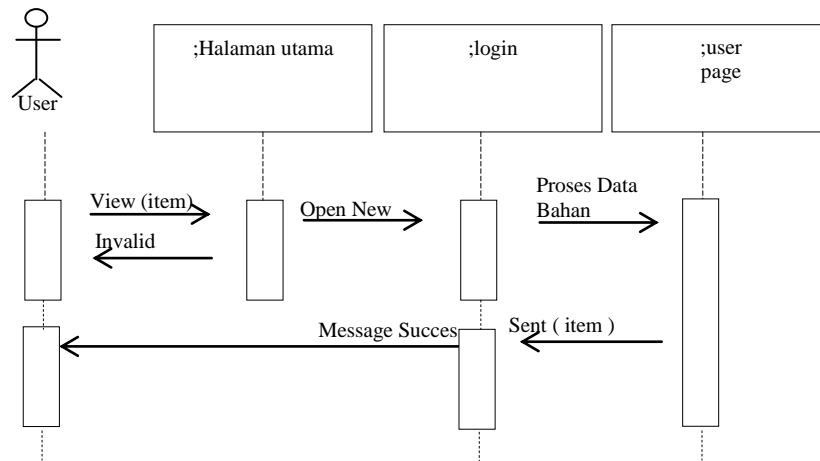 ;Halaman utama
;login
;user
page
User
View (item)
Open New
Proses Data
Bahan
Invalid
Message Succes
Sent ( item )